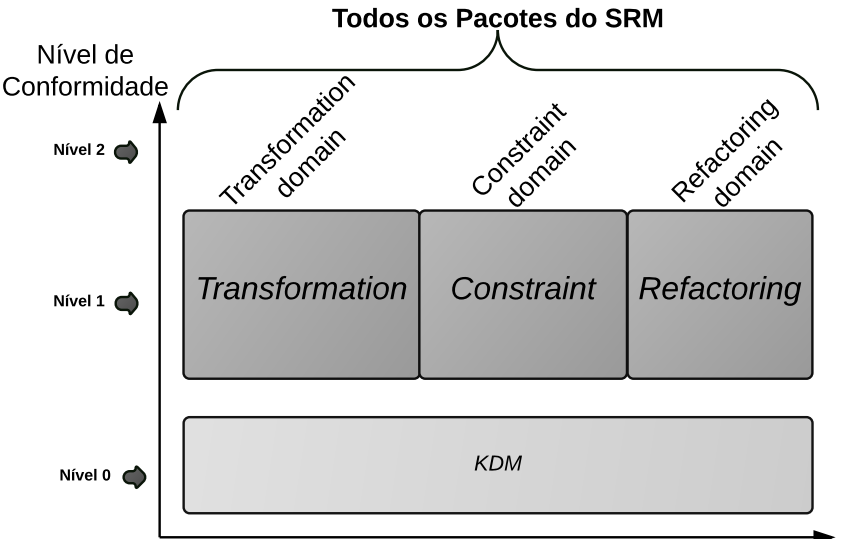 Todos os Pacotes do SRM
Nível de
Conformidade
Nível 2
Transformation
domain
Constraint
domain
Refactoring
domain
Nível 1
Transformation
Constraint
Refactoring
Nível 0
KDM